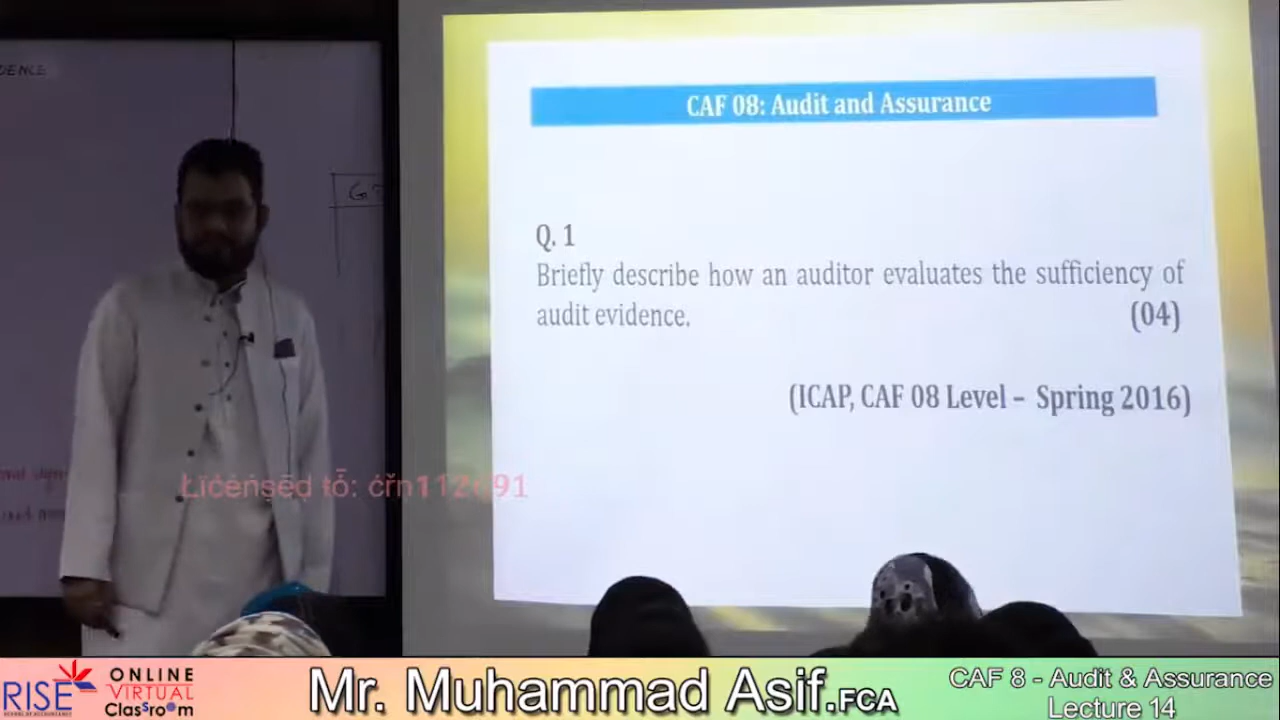 DENCE
CAF 08: Audit and Assurance
Q. 1
Briefly describe how an auditor evaluates the sufficiency of
audit evidence. (04)
(ICAP, CAF 08 Level – Spring 2016)
RISE
ONLINE
VIRTUAL
ClassrooM
Mr. Muhammad Asif.FCA
CAF 8 - Audit & Assurance
Lecture 14